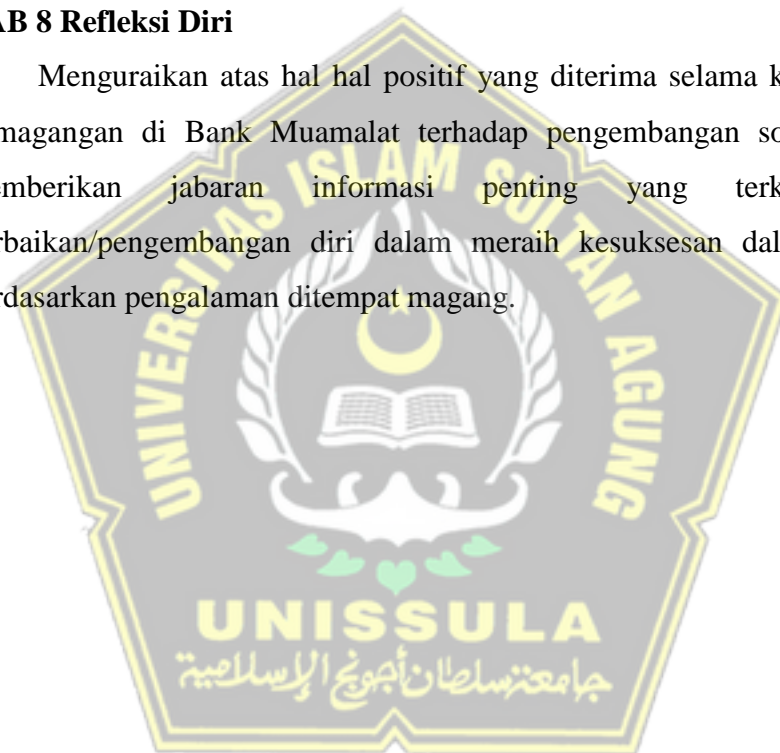 AB 8 Refleksi Diri
Menguraikan atas hal hal positif yang diterima selama k
magangan di Bank Muamalat terhadap pengembangan so
emberikan jabaran informasi penting yang terk
rbaikan/pengembangan diri dalam meraih kesuksesan dal
rdasarkan pengalaman ditempat magang.
UNIVERSITAS ISLAM SULTAN AGUNG
UNISSULA
جامعة سلطان أجونج الإسلامية